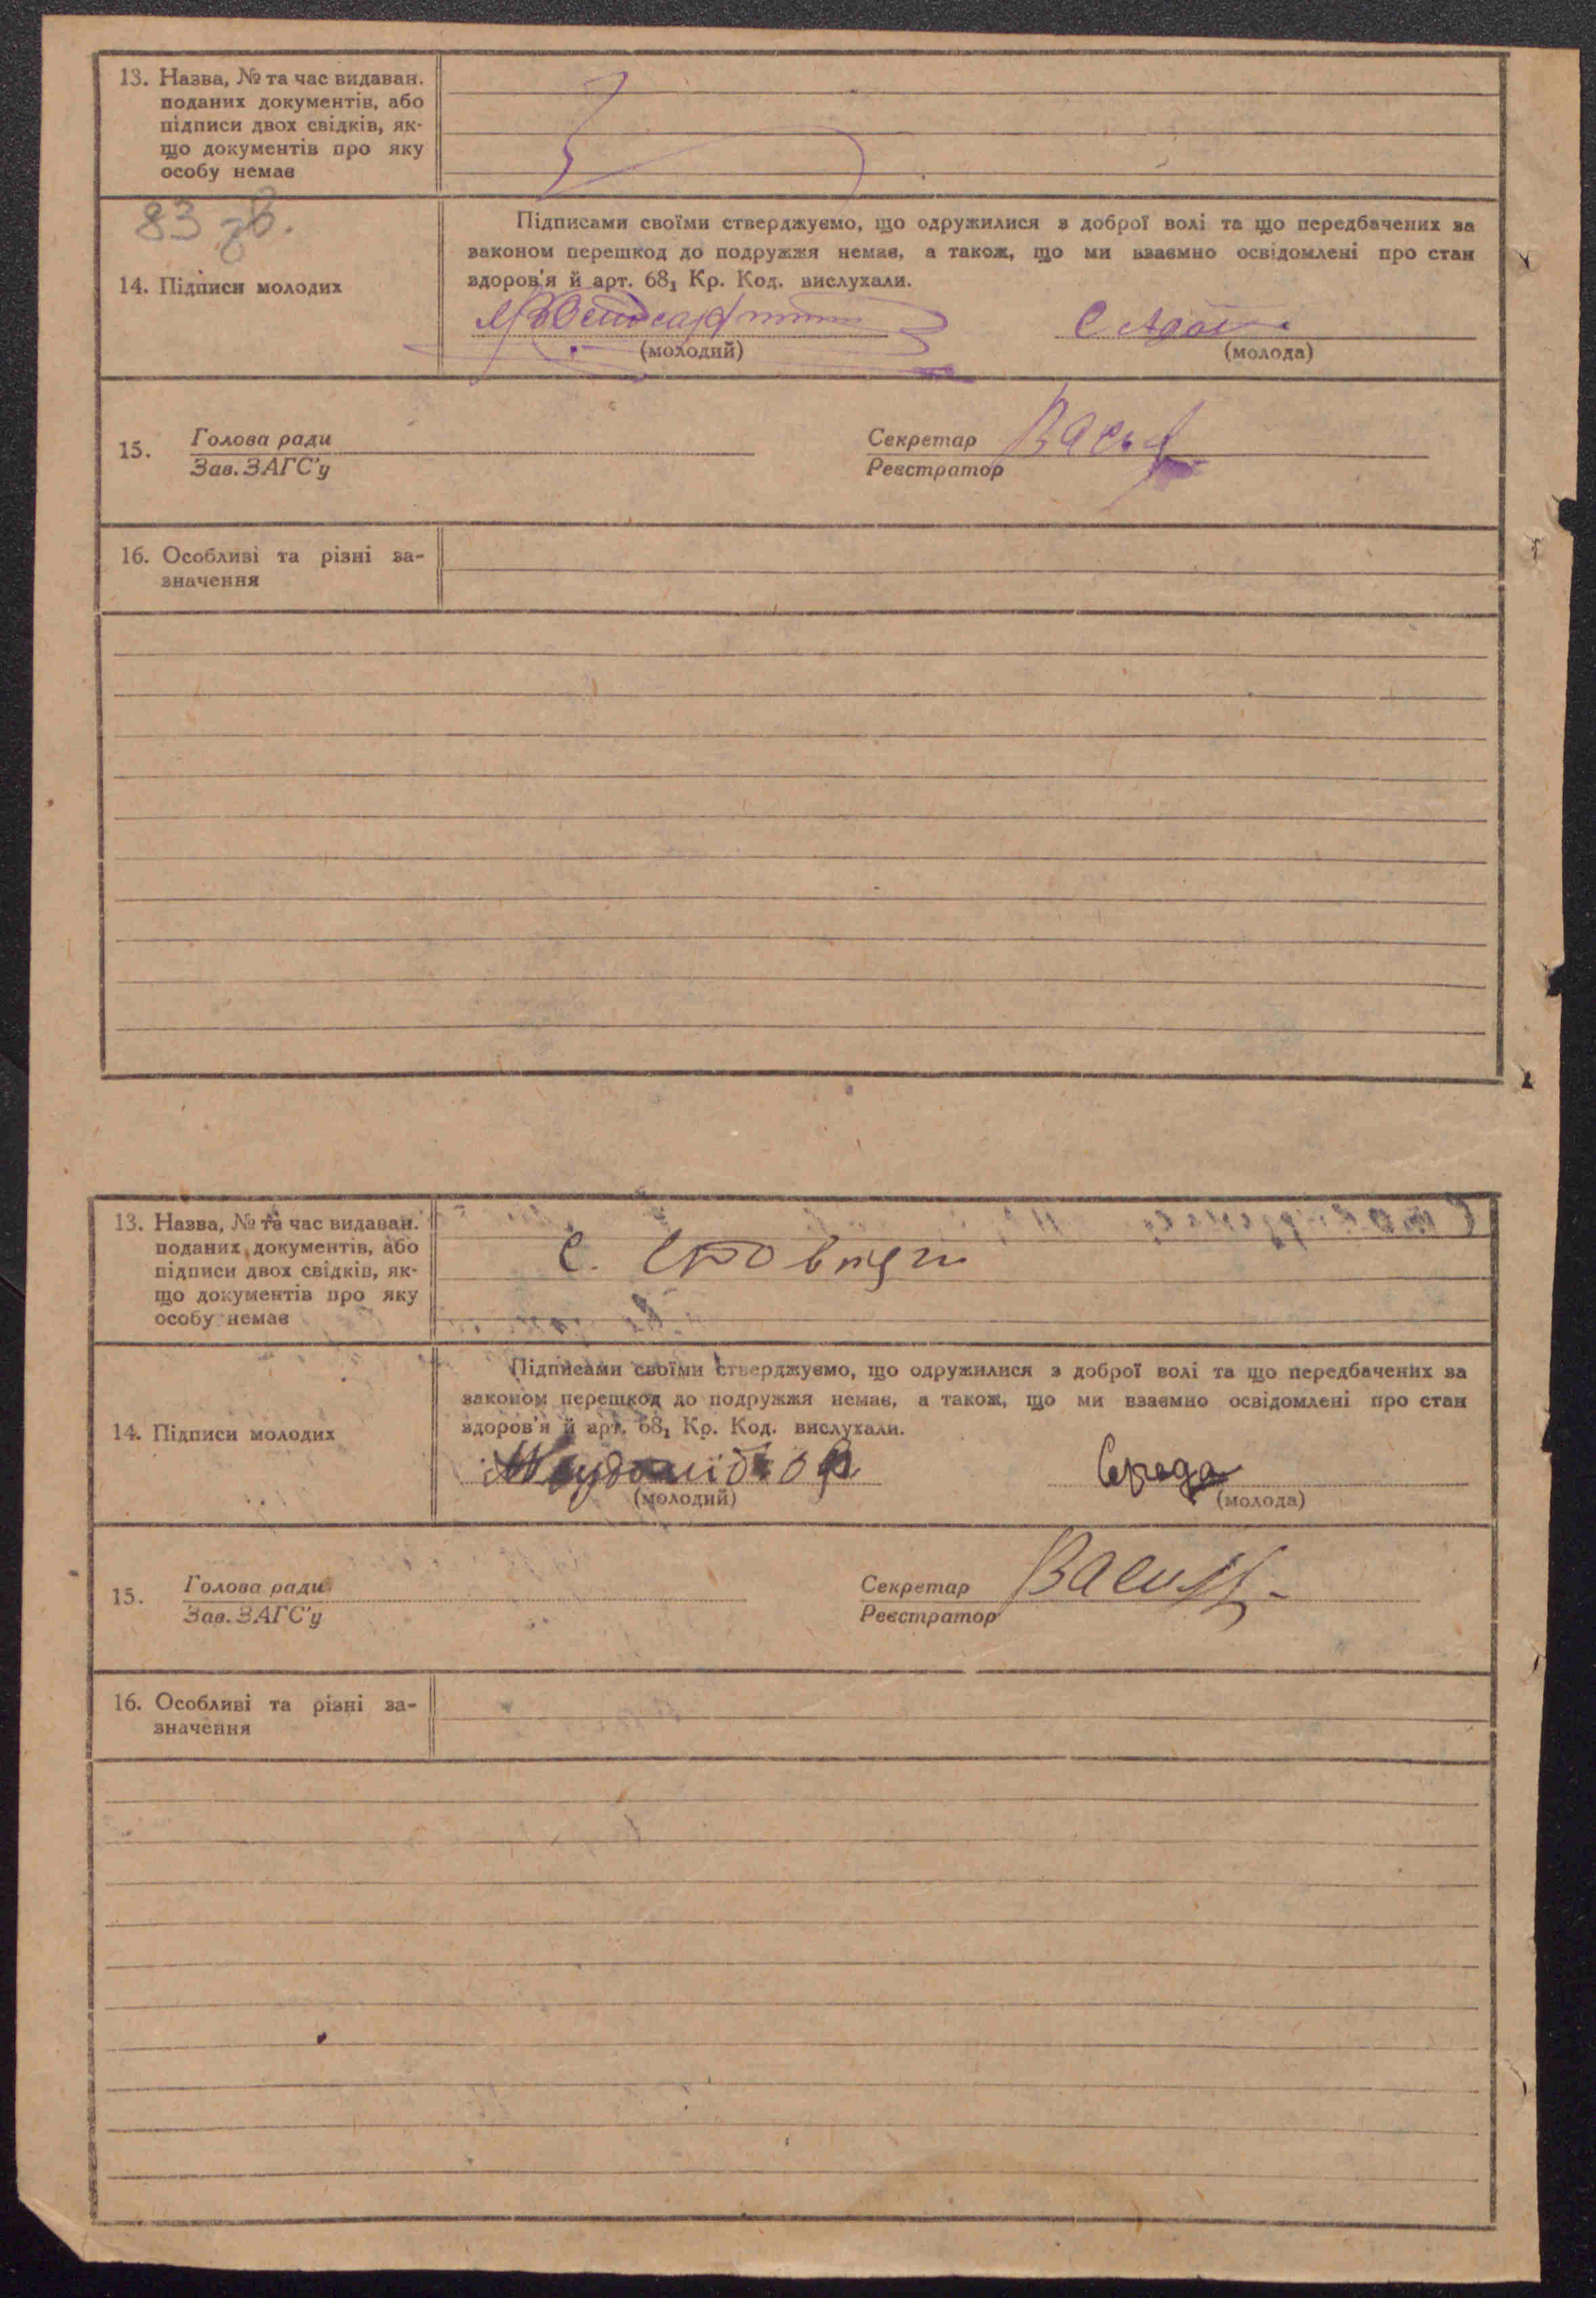 13. Назва, № та час видаван.
поданих документів, або
підписи двох свідків, як-
що документів про яку
особу немає
83 зв.
Підписами своїми стверджуємо, що одружилися з доброї волі та що передбачених за
законом перешкод до подружжя немає, а також, що ми взаємно освідомлені про стан
здоров'я й арт. 68₁ Кр. Код. вислухали.
14. Підписи молодих
(молодий) (молода)
15. Голова ради
Зав. ЗАГС'у
Секретар
Реєстратор
16. Особливі та різні за-
значення
13. Назва, № та час видаван.
поданих документів, або
підписи двох свідків, як-
що документів про яку
особу немає
с. Стовпяги
Підписами своїми стверджуємо, що одружилися з доброї волі та що передбачених за
законом перешкод до подружжя немає, а також, що ми взаємно освідомлені про стан
здоров'я й арт. 68₁ Кр. Код. вислухали.
14. Підписи молодих
Середа
(молодий) (молода)
15. Голова ради
Зав. ЗАГС'у
Секретар
Реєстратор
16. Особливі та різні за-
значення